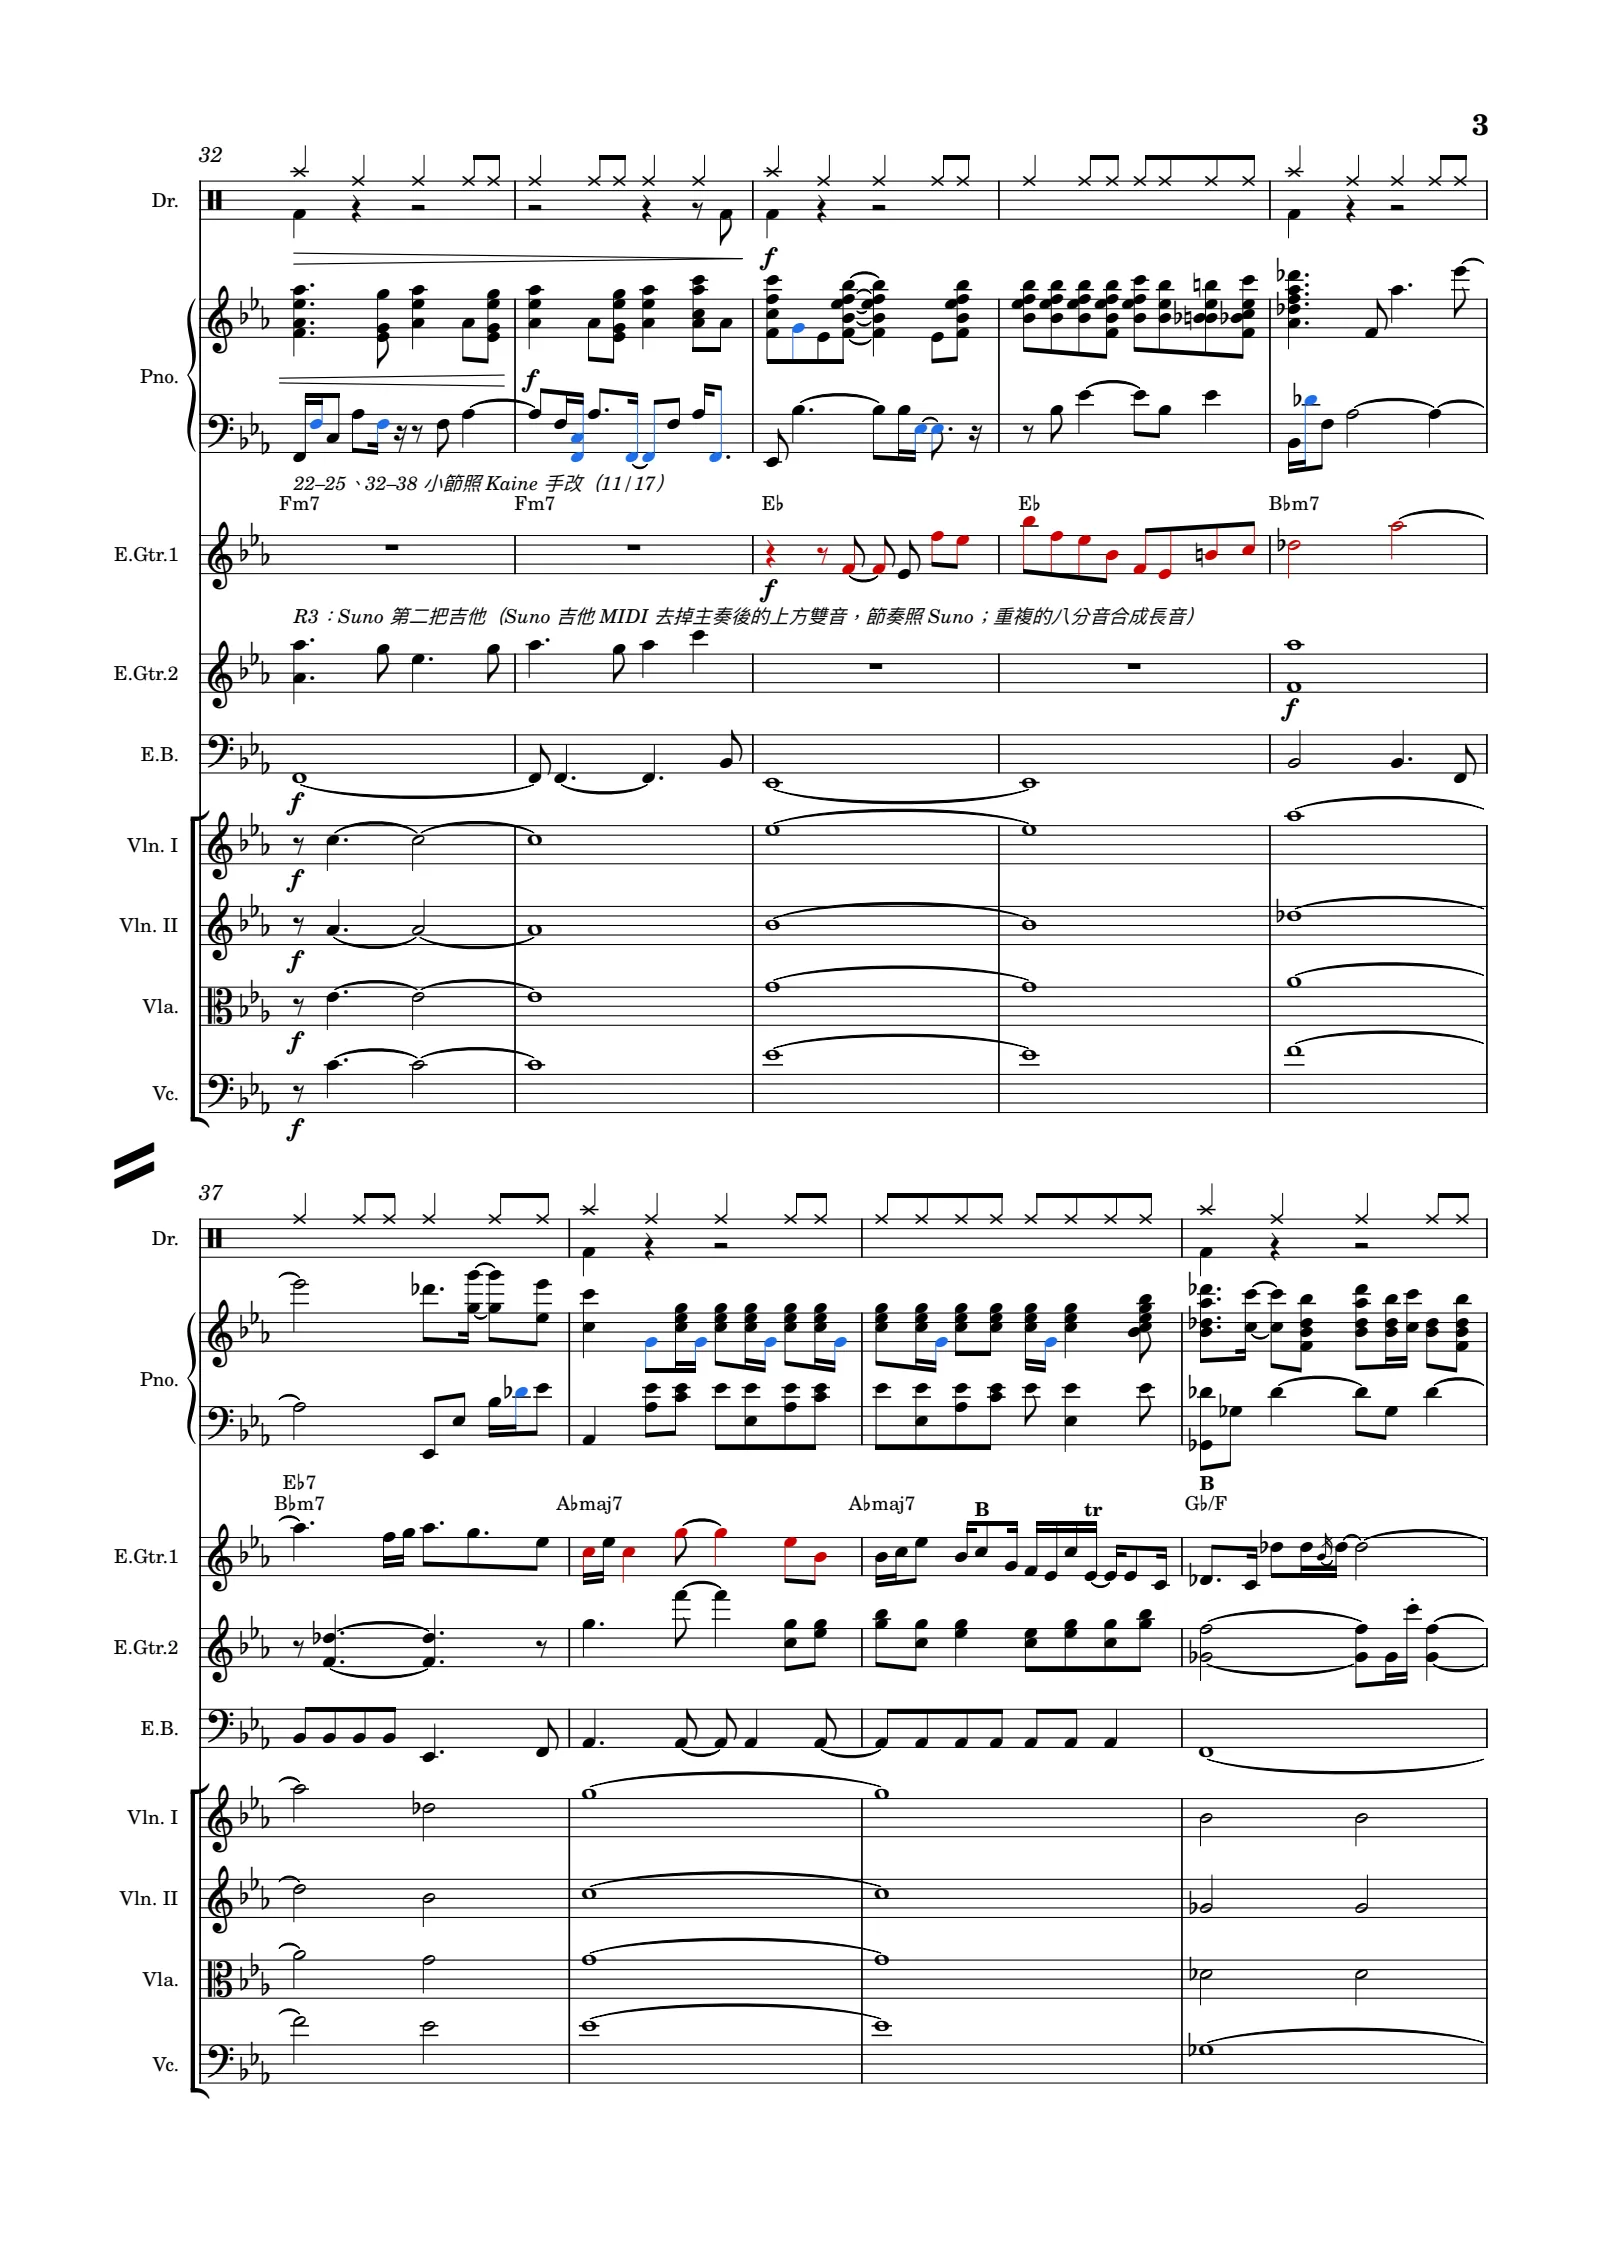 3
32
Dr.
f
Pno.
f
22–25、32–38 小節照 Kaine 手改（11/17）
Fm7 Fm7 E♭ E♭ B♭m7
E.Gtr.1
f
R3：Suno 第二把吉他（Suno 吉他 MIDI 去掉主奏後的上方雙音，節奏照 Suno；重複的八分音合成長音）
E.Gtr.2
f
E.B.
f
Vln. I
f
Vln. II
f
Vla.
f
Vc.
f
37
Dr.
Pno.
E♭7 B
B♭m7 A♭maj7 A♭maj7 B tr G♭/F
E.Gtr.1
E.Gtr.2
E.B.
Vln. I
Vln. II
Vla.
Vc.